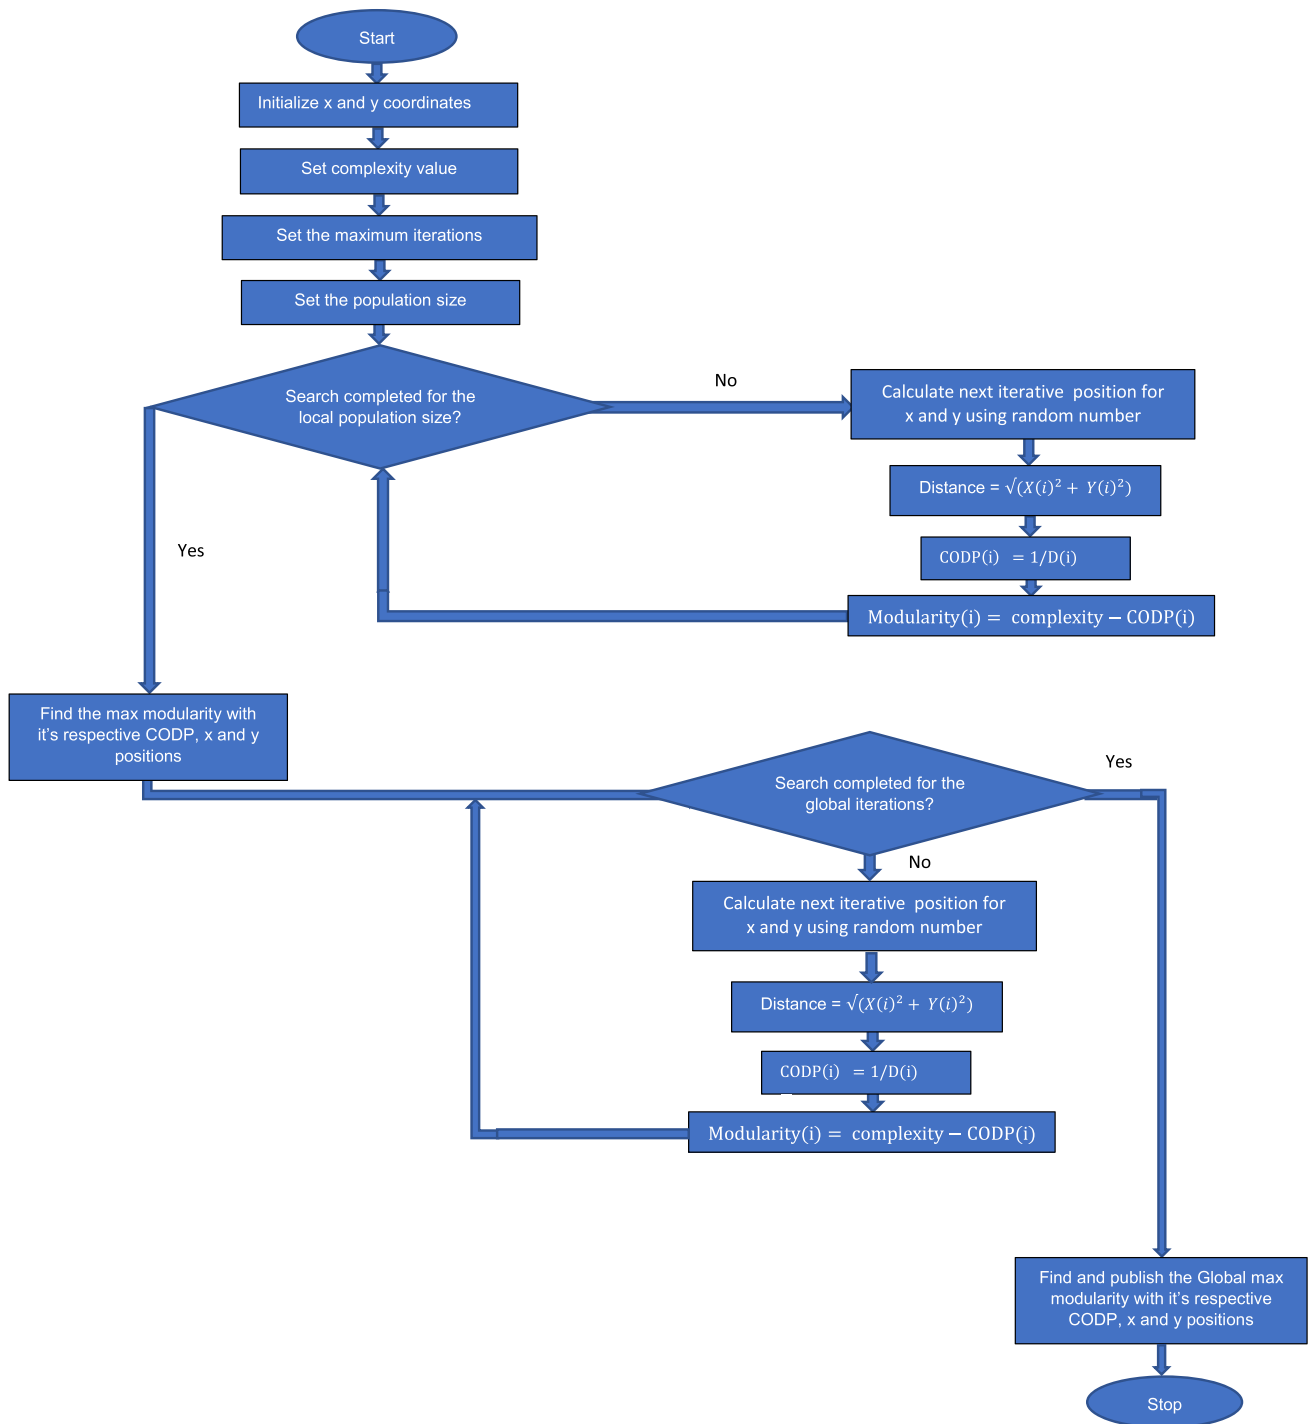 Start
Initialize x and y coordinates
Set complexity value
Set the maximum iterations
Set the population size
Search completed for the
local population size?
No
Calculate next iterative position for
x and y using random number
Distance = √(X(i)² + Y(i)²)
CODP(i) = 1/D(i)
Modularity(i) = complexity − CODP(i)
Yes
Find the max modularity with
it's respective CODP, x and y
positions
Search completed for the
global iterations?
Yes
No
Calculate next iterative position for
x and y using random number
Distance = √(X(i)² + Y(i)²)
CODP(i) = 1/D(i)
Modularity(i) = complexity − CODP(i)
Find and publish the Global max
modularity with it's respective
CODP, x and y positions
Stop